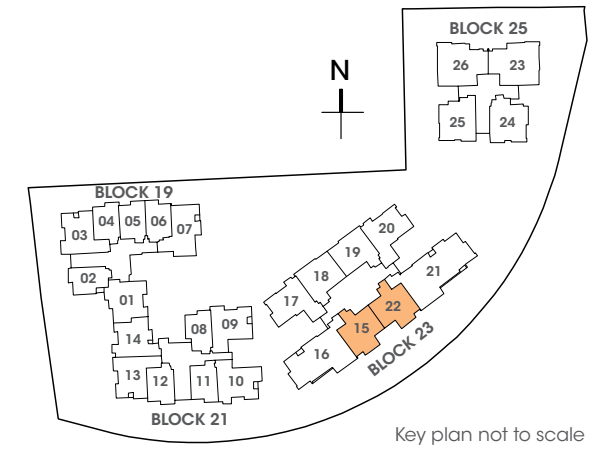 BLOCK 25
26 23
25 24
N
BLOCK 19
03 04 05 06 07
02
01
14
13 12 11 10
08 09
BLOCK 21
17 18 19 20
16 15 22 21
BLOCK 23
Key plan not to scale